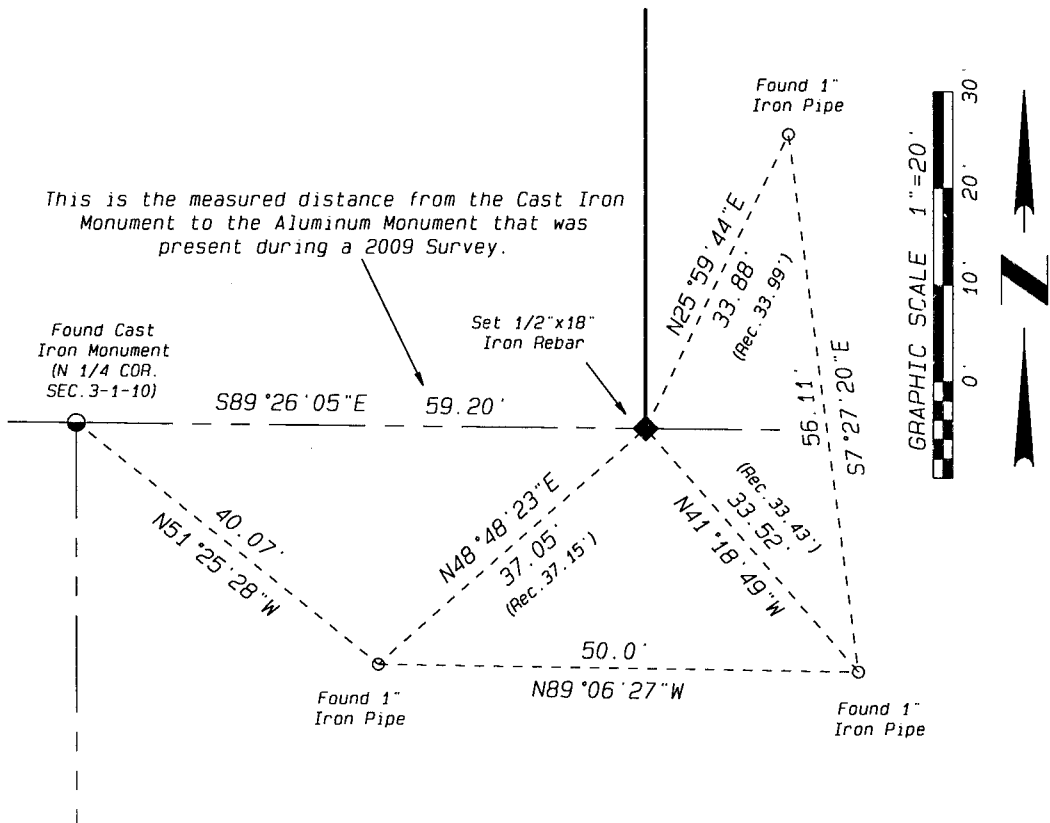 Found 1"
Iron Pipe
This is the measured distance from the Cast Iron
Monument to the Aluminum Monument that was
present during a 2009 Survey.
Found Cast
Iron Monument
(N 1/4 COR.
SEC.3-1-10)
Set 1/2"x18"
Iron Rebar
S89°26'05"E
59.20'
N25°59'44"E
33.88'
(Rec.33.99')
56.11'
S7°27'20"E
40.07'
N51°25'28"W
N48°48'23"E
37.05'
(Rec.37.15')
(Rec.33.43')
33.52'
N41°18'49"W
50.0'
N89°06'27"W
Found 1"
Iron Pipe
Found 1"
Iron Pipe
GRAPHIC SCALE 1"=20'
0'
10'
20'
30'
N